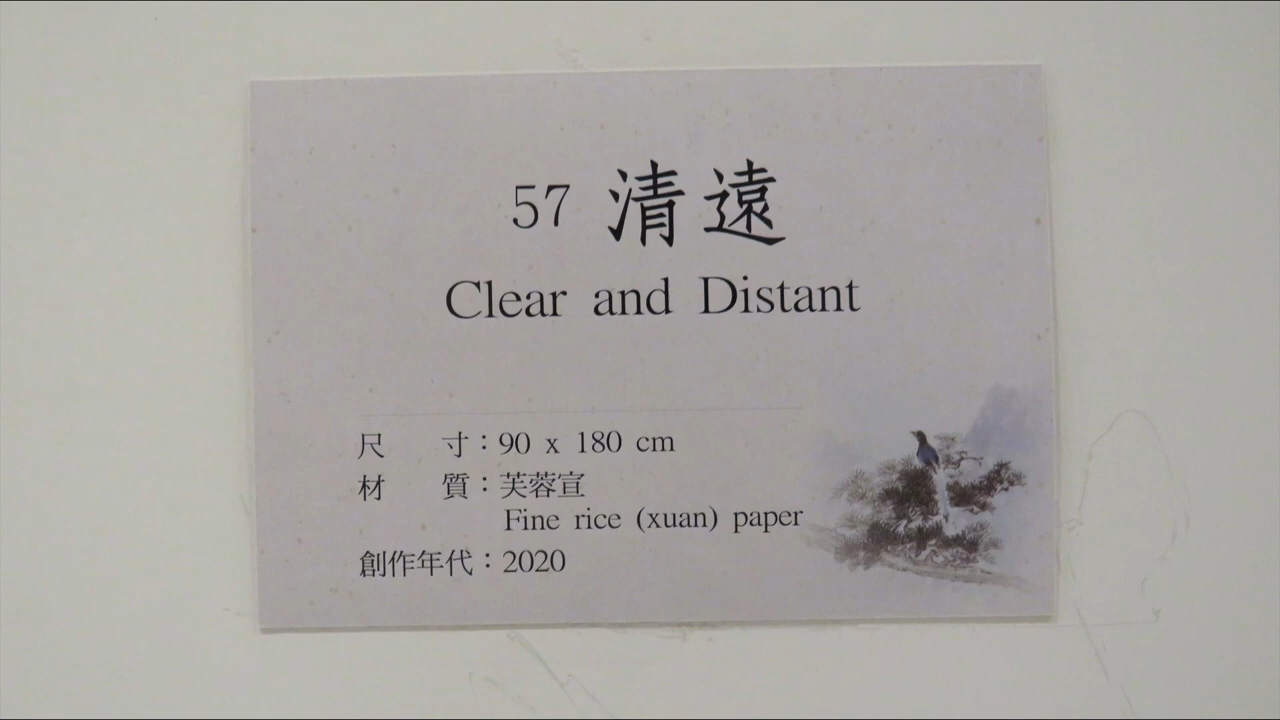 57 清遠
Clear and Distant
尺 寸：90 x 180 cm
材 質：芙蓉宣
Fine rice (xuan) paper
創作年代：2020